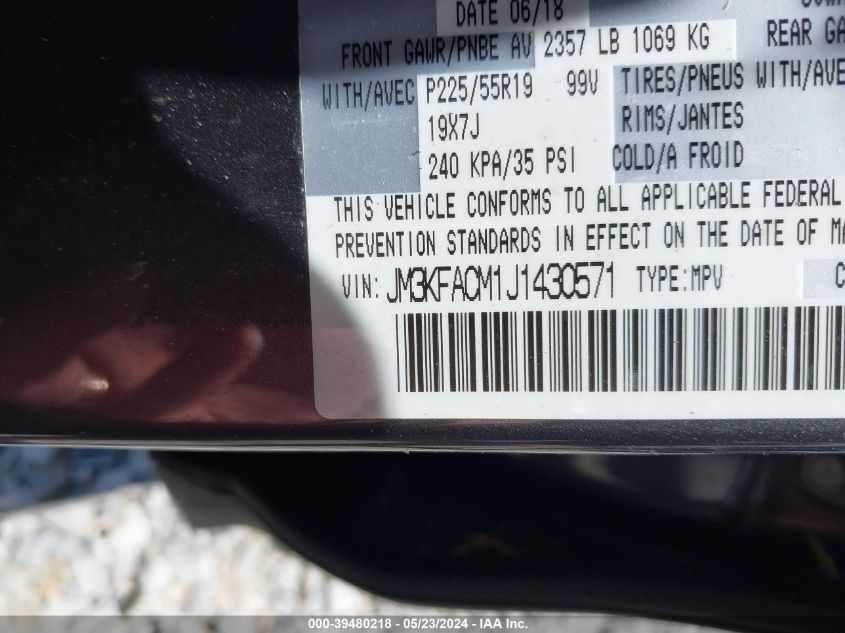 DATE 06/18
FRONT GAWR/PNBE AV 2357 LB 1069 KG REAR GA
WITH/AVEC P225/55R19 99V TIRES/PNEUS WITH/AVE
19X7J RIMS/JANTES
240 KPA/35 PSI COLD/A FROID
THIS VEHICLE CONFORMS TO ALL APPLICABLE FEDERAL
PREVENTION STANDARDS IN EFFECT ON THE DATE OF MA
VIN: JM3KFACM1J1430571 TYPE:MPV C
000-39480218 - 05/23/2024 - IAA Inc.